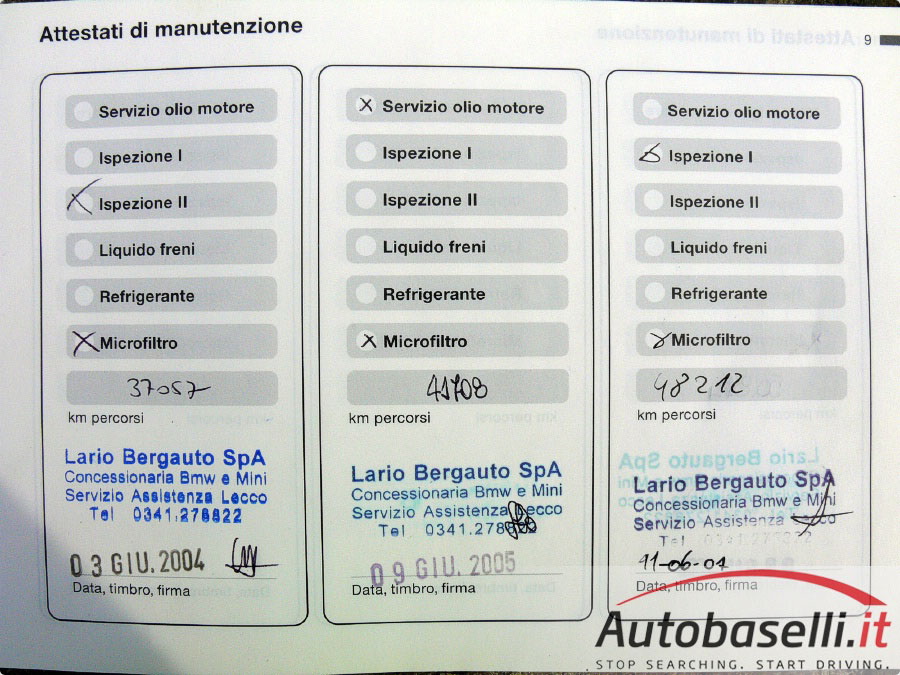 Attestati di manutenzione
9
Servizio olio motore
Ispezione I
Ispezione II
Liquido freni
Refrigerante
Microfiltro
37057
km percorsi
Lario Bergauto SpA
Concessionaria Bmw e Mini
Servizio Assistenza Lecco
Tel 0341.278822
03 GIU. 2004
Data, timbro, firma
X Servizio olio motore
Ispezione I
Ispezione II
Liquido freni
Refrigerante
X Microfiltro
41708
km percorsi
Lario Bergauto SpA
Concessionaria Bmw e Mini
Servizio Assistenza Lecco
Tel 0341.278
09 GIU. 2005
Data, timbro, firma
Servizio olio motore
Ispezione I
Ispezione II
Liquido freni
Refrigerante
Microfiltro
48212
km percorsi
Lario Bergauto SpA
Concessionaria Bmw e Mini
Servizio Assistenza Lecco
Tel
Data, timbro, firma
Autobaselli.it
STOP SEARCHING. START DRIVING.